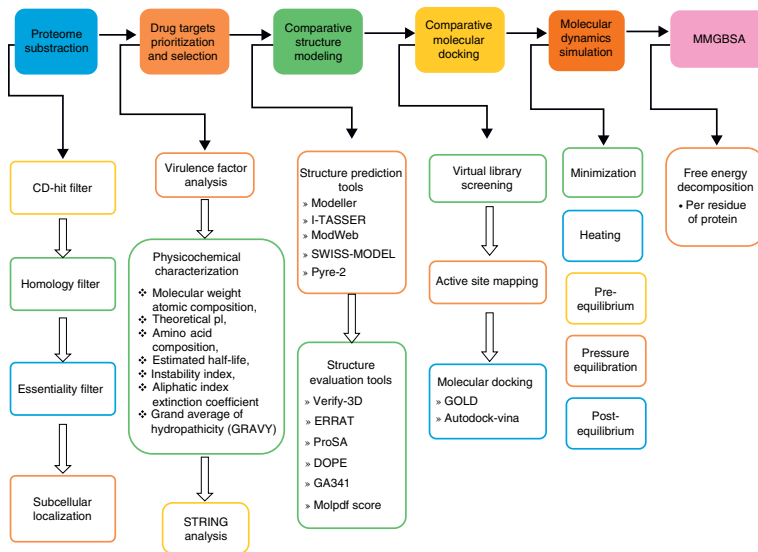 Proteome
substraction
Drug targets
prioritization
and selection
Comparative
structure
modeling
Comparative
molecular
docking
Molecular
dynamics
simulation
MMGBSA
CD-hit filter
Homology filter
Essentiality filter
Subcellular
localization
Virulence factor
analysis
Physicochemical
characterization
❖ Molecular weight
atomic composition,
❖ Theoretical pI,
❖ Amino acid
composition,
❖ Estimated half-life,
❖ Instability index,
❖ Aliphatic index
extinction coefficient
❖ Grand average of
hydropathicity (GRAVY)
STRING
analysis
Structure prediction
tools
» Modeller
» I-TASSER
» ModWeb
» SWISS-MODEL
» Pyre-2
Structure
evaluation tools
» Verify-3D
» ERRAT
» ProSA
» DOPE
» GA341
» Molpdf score
Virtual library
screening
Active site mapping
Molecular docking
» GOLD
» Autodock-vina
Minimization
Heating
Pre-
equilibrium
Pressure
equilibration
Post-
equilibrium
Free energy
decomposition
• Per residue
of protein